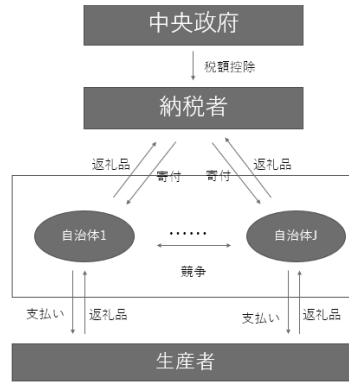 中央政府
税額控除
納税者
返礼品 寄付 寄付 返礼品
自治体1 ...... 自治体J
競争
支払い 返礼品 支払い 返礼品
生産者